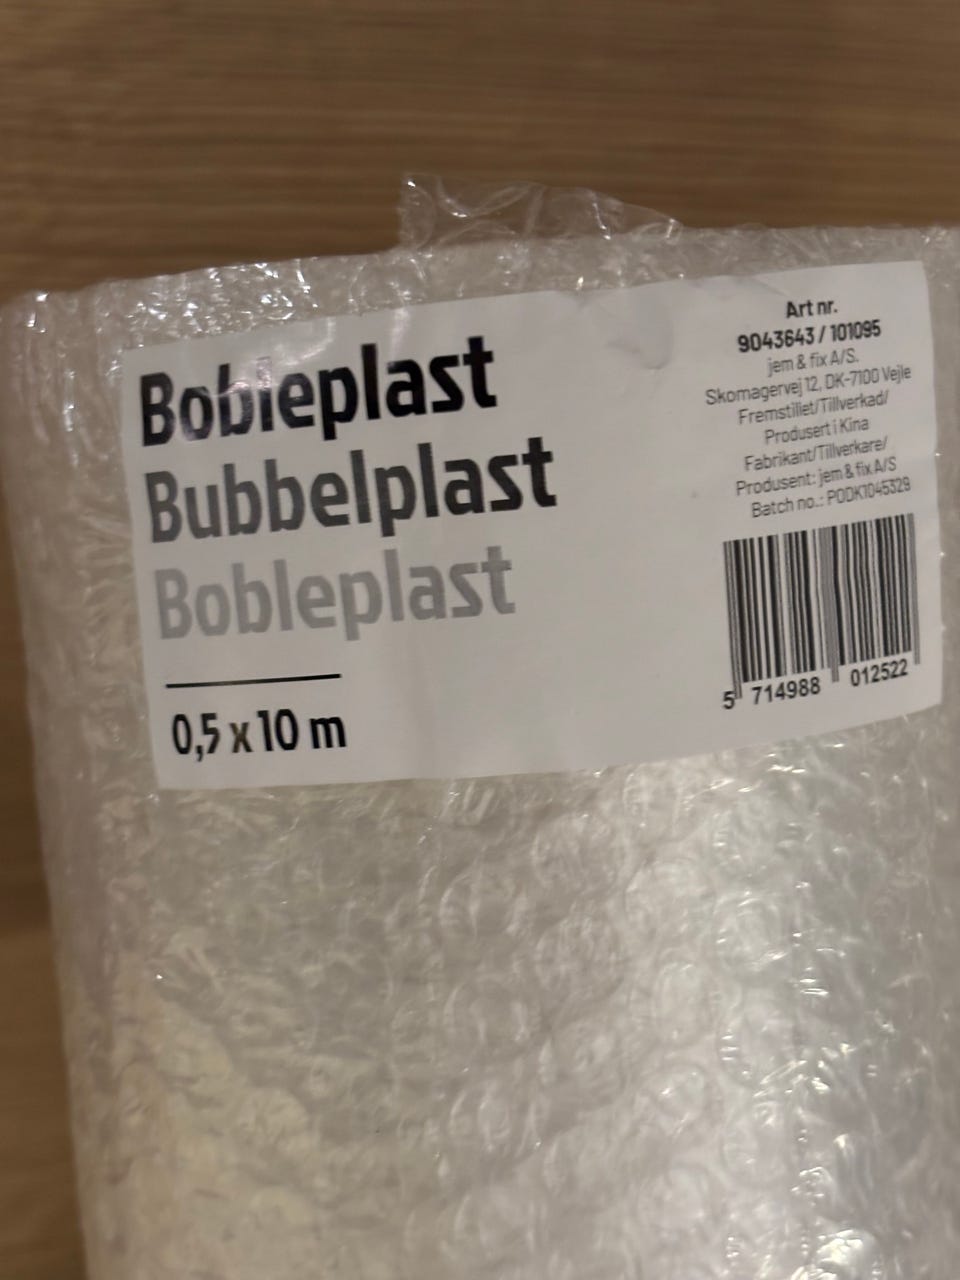 Bobleplast
Bubbelplast
Bobleplast
0,5 x 10 m
Art nr.
9043643 / 101095
jem & fix A/S.
Skomagervej 12, DK-7100 Vejle
Fremstillet/Tillverkad/
Produsert i Kina
Fabrikant/Tillverkare/
Produsent: jem & fix A/S
Batch no.: PODK1045329
5 714988 012522